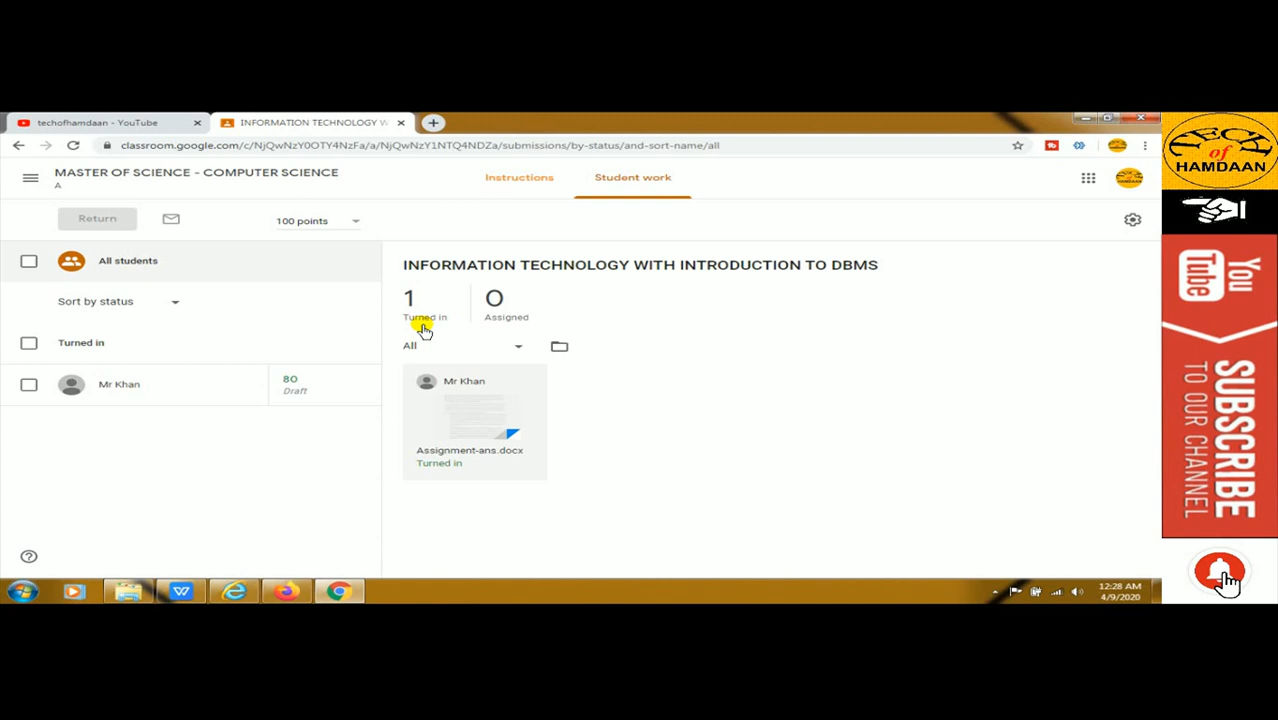 techofhamdaan - YouTube
INFORMATION TECHNOLOGY W
classroom.google.com/c/NjQwNzY0OTY4NzFa/a/NjQwNzY1NTQ4NDZa/submissions/by-status/and-sort-name/all
MASTER OF SCIENCE - COMPUTER SCIENCE
A
Instructions
Student work
Return
100 points
All students
Sort by status
Turned in
Mr Khan
80
Draft
INFORMATION TECHNOLOGY WITH INTRODUCTION TO DBMS
1
Turned in
0
Assigned
All
Mr Khan
Assignment-ans.docx
Turned in
12:28 AM
4/9/2020
TECH
of
HAMDAAN
You
Tube
SUBSCRIBE
TO OUR CHANNEL